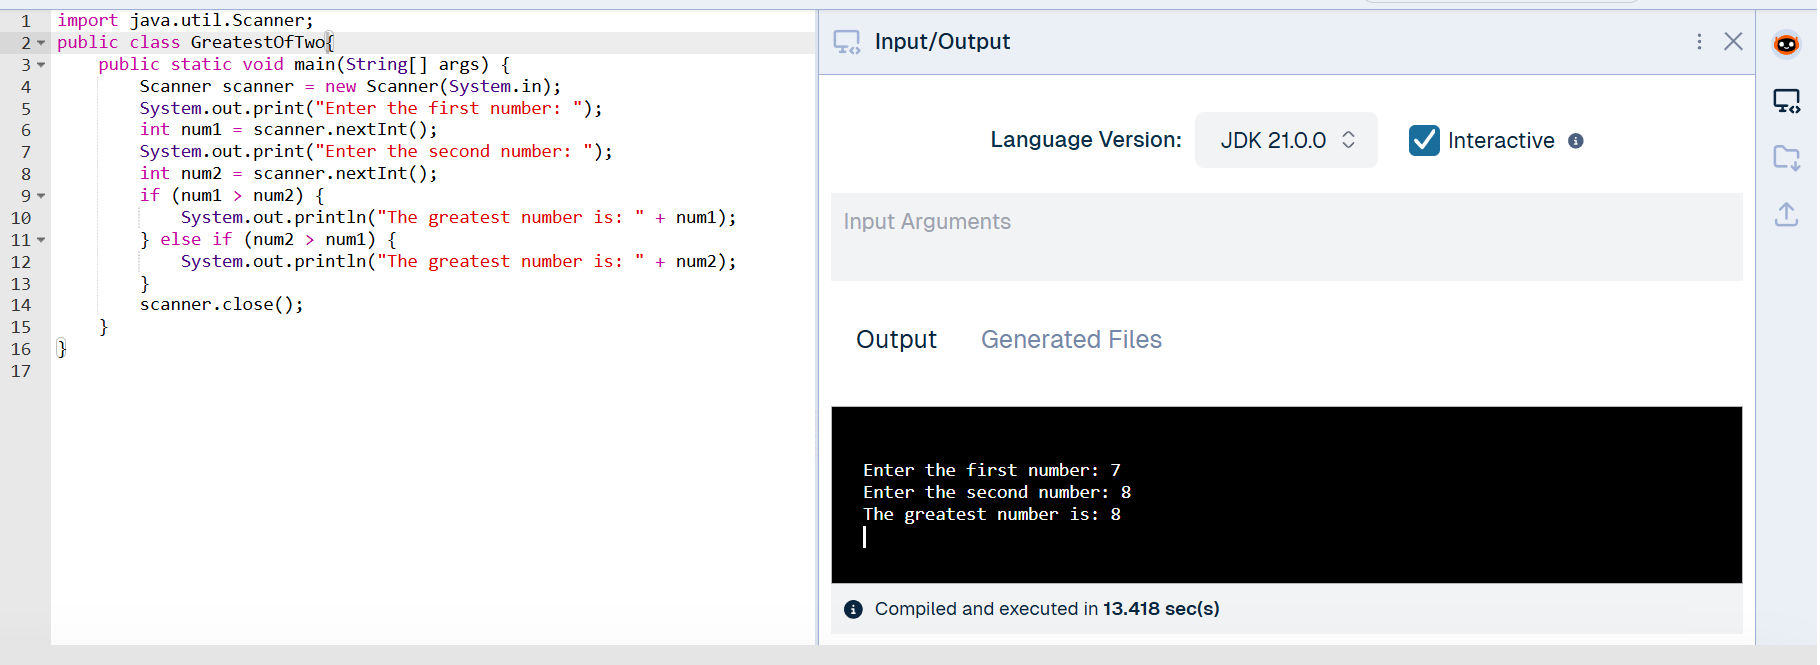 1 import java.util.Scanner;
2 public class GreatestOfTwo{
3     public static void main(String[] args) {
4         Scanner scanner = new Scanner(System.in);
5         System.out.print("Enter the first number: ");
6         int num1 = scanner.nextInt();
7         System.out.print("Enter the second number: ");
8         int num2 = scanner.nextInt();
9         if (num1 > num2) {
10             System.out.println("The greatest number is: " + num1);
11         } else if (num2 > num1) {
12             System.out.println("The greatest number is: " + num2);
13         }
14         scanner.close();
15     }
16 }
17
Input/Output
Language Version: JDK 21.0.0 Interactive
Input Arguments
Output Generated Files
Enter the first number: 7
Enter the second number: 8
The greatest number is: 8
Compiled and executed in 13.418 sec(s)